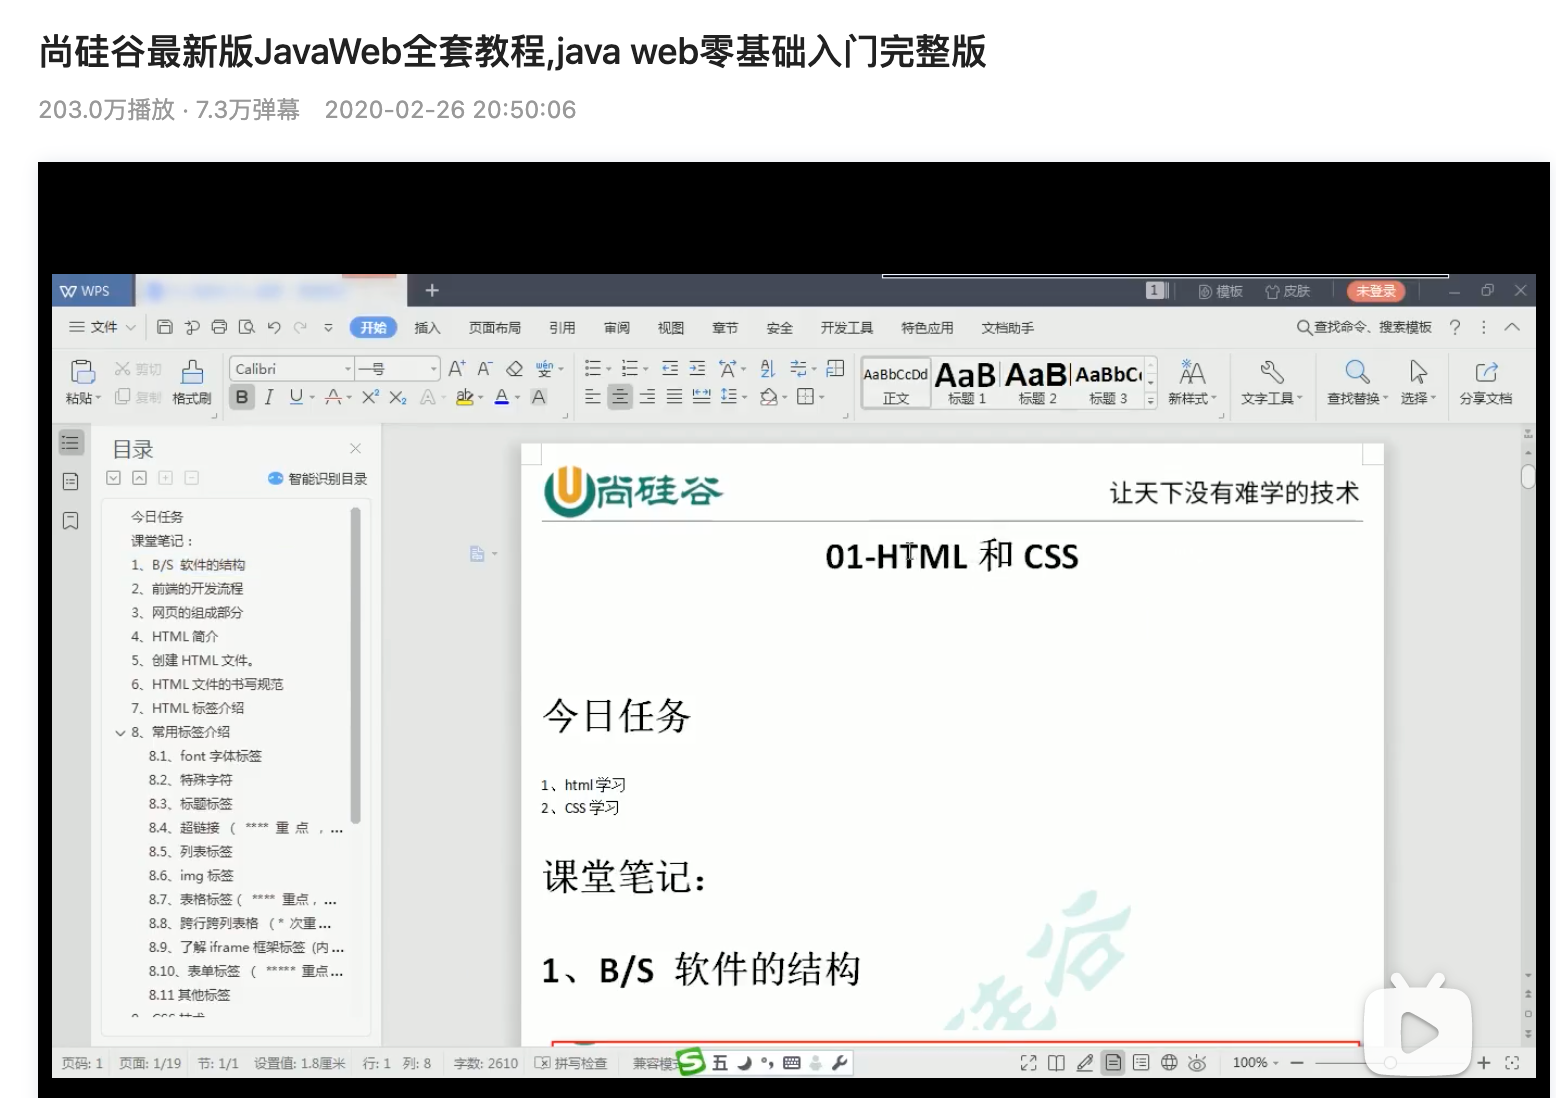 尚硅谷最新版JavaWeb全套教程,java web零基础入门完整版
203.0万播放 · 7.3万弹幕 2020-02-26 20:50:06
WPS
1 模板 皮肤 未登录
文件 开始 插入 页面布局 引用 审阅 视图 章节 安全 开发工具 特色应用 文档助手 查找命令、搜索模板
粘贴 剪切 复制 格式刷 Calibri 一号
B I U A X² X₂ A ab A A
AaBbCcDd AaB AaB AaBbC
正文 标题 1 标题 2 标题 3 新样式 文字工具 查找替换 选择 分享文档
目录
智能识别目录
今日任务
课堂笔记:
1、B/S 软件的结构
2、前端的开发流程
3、网页的组成部分
4、HTML 简介
5、创建 HTML 文件。
6、HTML 文件的书写规范
7、HTML 标签介绍
8、常用标签介绍
8.1、font 字体标签
8.2、特殊字符
8.3、标题标签
8.4、超链接 ( **** 重 点 , ...
8.5、列表标签
8.6、img 标签
8.7、表格标签 ( **** 重点, ...
8.8、跨行跨列表格 (* 次重...
8.9、了解 iframe 框架标签 (内...
8.10、表单标签 ( ***** 重点...
8.11 其他标签
尚硅谷
让天下没有难学的技术
01-HTML 和 CSS
今日任务
1、html 学习
2、CSS 学习
课堂笔记:
1、B/S 软件的结构
页码: 1 页面: 1/19 节: 1/1 设置值: 1.8厘米 行: 1 列: 8 字数: 2610 拼写检查 兼容模 五 100%